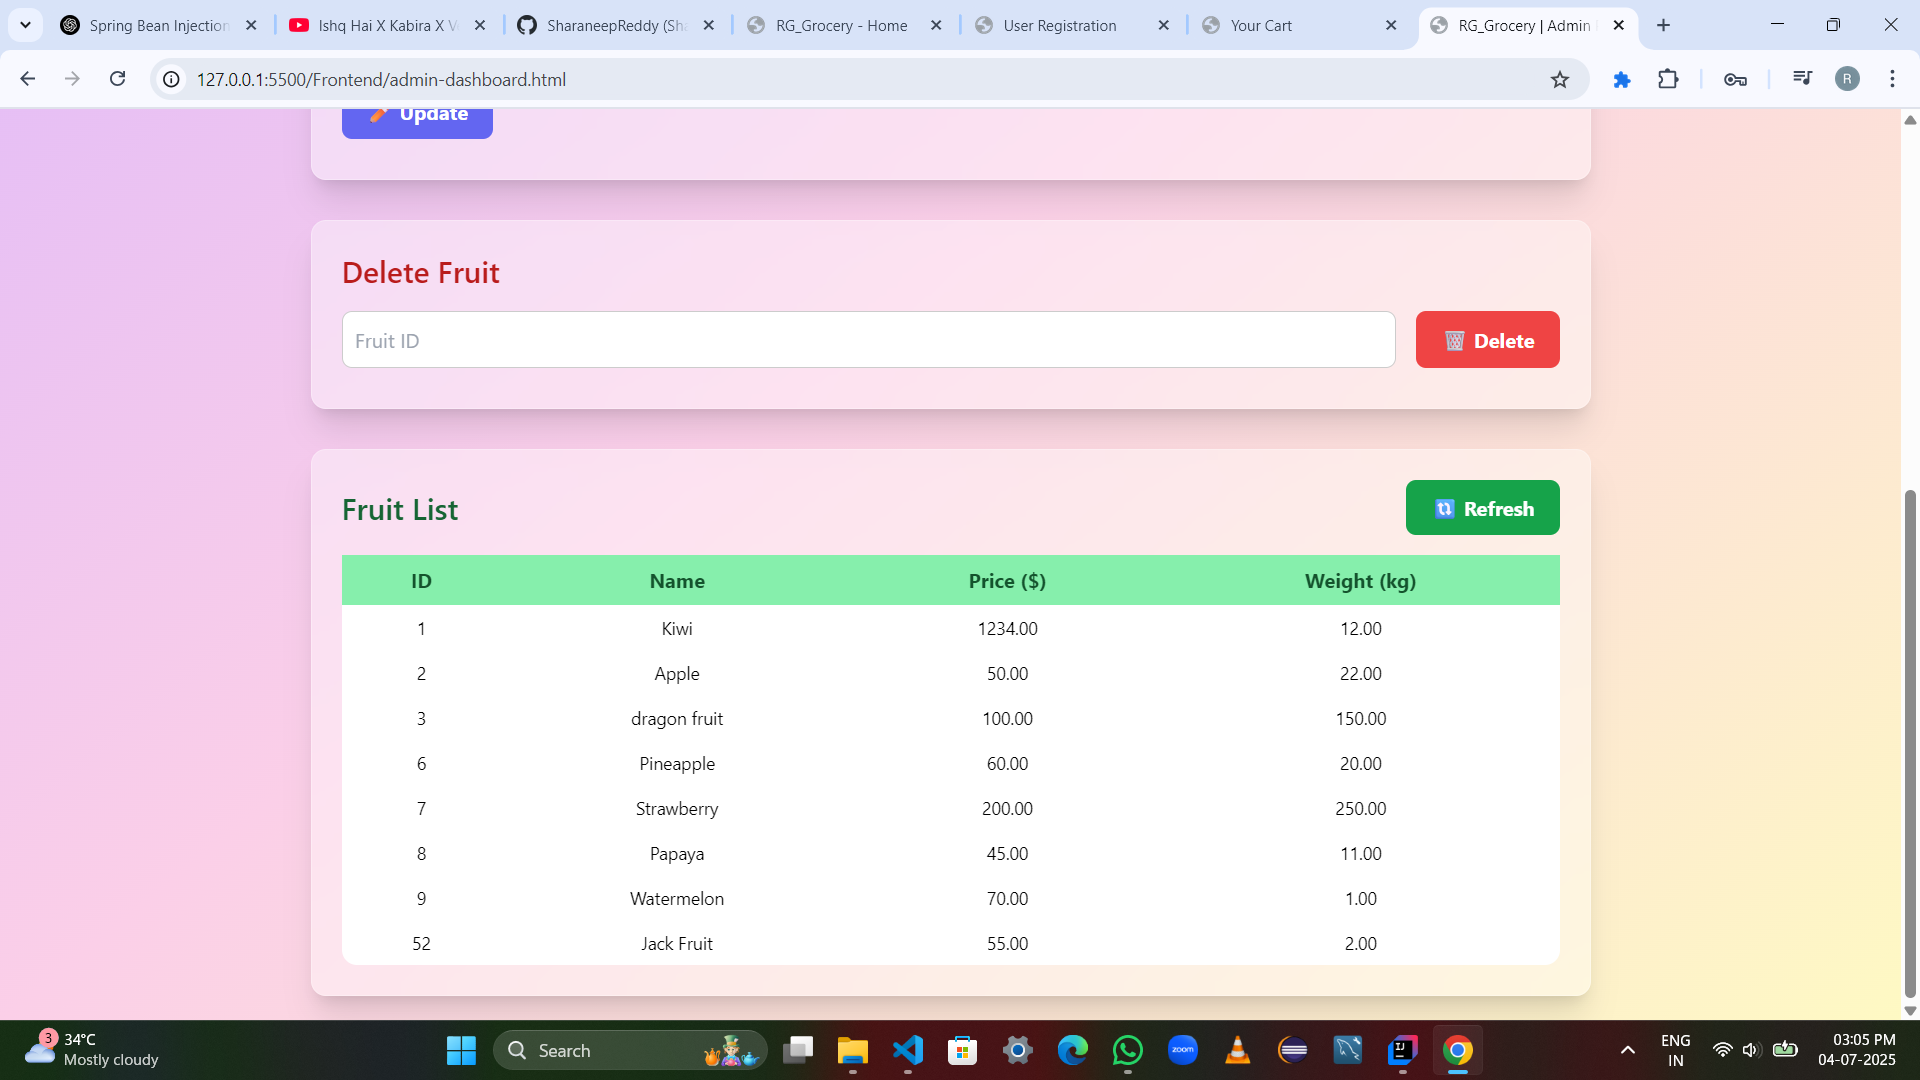 Spring Bean Injection
Ishq Hai X Kabira X V
SharaneepReddy (Sha
RG_Grocery - Home
User Registration
Your Cart
RG_Grocery | Admin
127.0.0.1:5500/Frontend/admin-dashboard.html
R
Update
Delete Fruit
Fruit ID
Delete
Fruit List
Refresh
ID Name Price ($) Weight (kg)
1 Kiwi 1234.00 12.00
2 Apple 50.00 22.00
3 dragon fruit 100.00 150.00
6 Pineapple 60.00 20.00
7 Strawberry 200.00 250.00
8 Papaya 45.00 11.00
9 Watermelon 70.00 1.00
52 Jack Fruit 55.00 2.00
3
34°C
Mostly cloudy
Search
zoom
IJ
ENG
IN
03:05 PM
04-07-2025